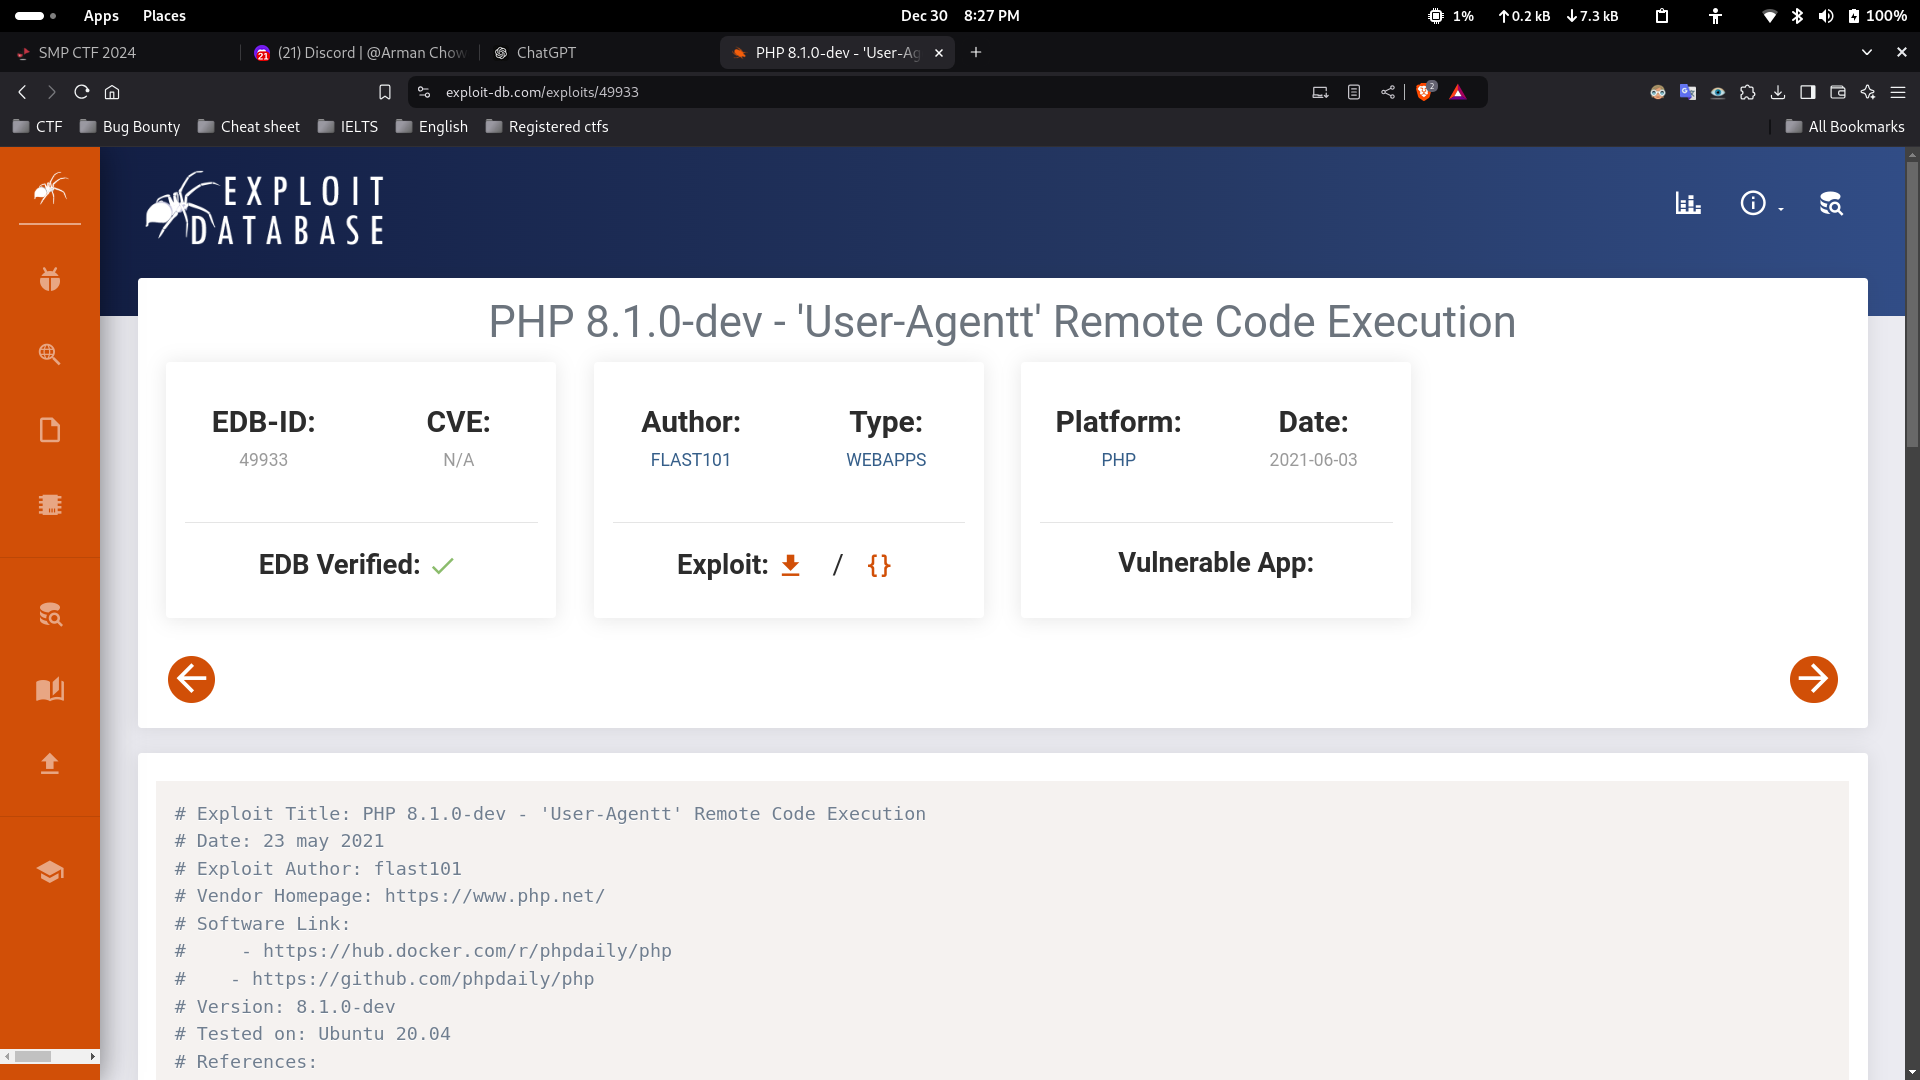 Apps Places Dec 30 8:27 PM 1% 0.2 kB 7.3 kB 100%
SMP CTF 2024 (21) Discord | @Arman Chow ChatGPT PHP 8.1.0-dev - 'User-Ag
exploit-db.com/exploits/49933 2
CTF Bug Bounty Cheat sheet IELTS English Registered ctfs All Bookmarks
EXPLOIT
DATABASE
PHP 8.1.0-dev - 'User-Agentt' Remote Code Execution
EDB-ID: CVE: Author: Type: Platform: Date:
49933 N/A FLAST101 WEBAPPS PHP 2021-06-03
EDB Verified: Exploit: / {} Vulnerable App:
# Exploit Title: PHP 8.1.0-dev - 'User-Agentt' Remote Code Execution
# Date: 23 may 2021
# Exploit Author: flast101
# Vendor Homepage: https://www.php.net/
# Software Link:
#     - https://hub.docker.com/r/phpdaily/php
#    - https://github.com/phpdaily/php
# Version: 8.1.0-dev
# Tested on: Ubuntu 20.04
# References: